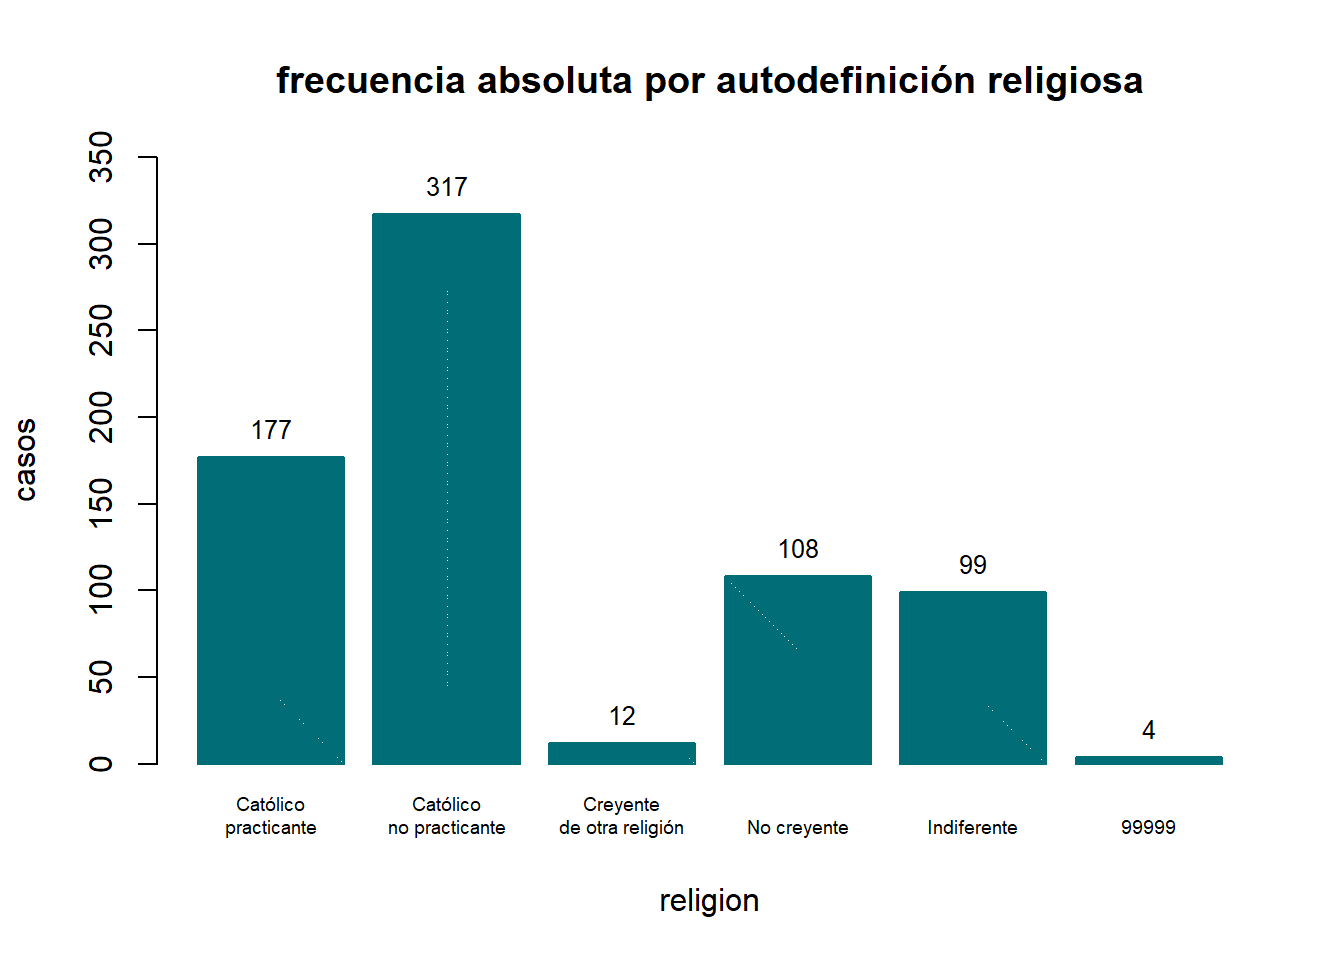 frecuencia absoluta por autodefinición religiosa
casos
350
300
250
200
150
100
50
0
177
317
12
108
99
4
Católico
practicante
Católico
no practicante
Creyente
de otra religión
No creyente
Indiferente
99999
religion